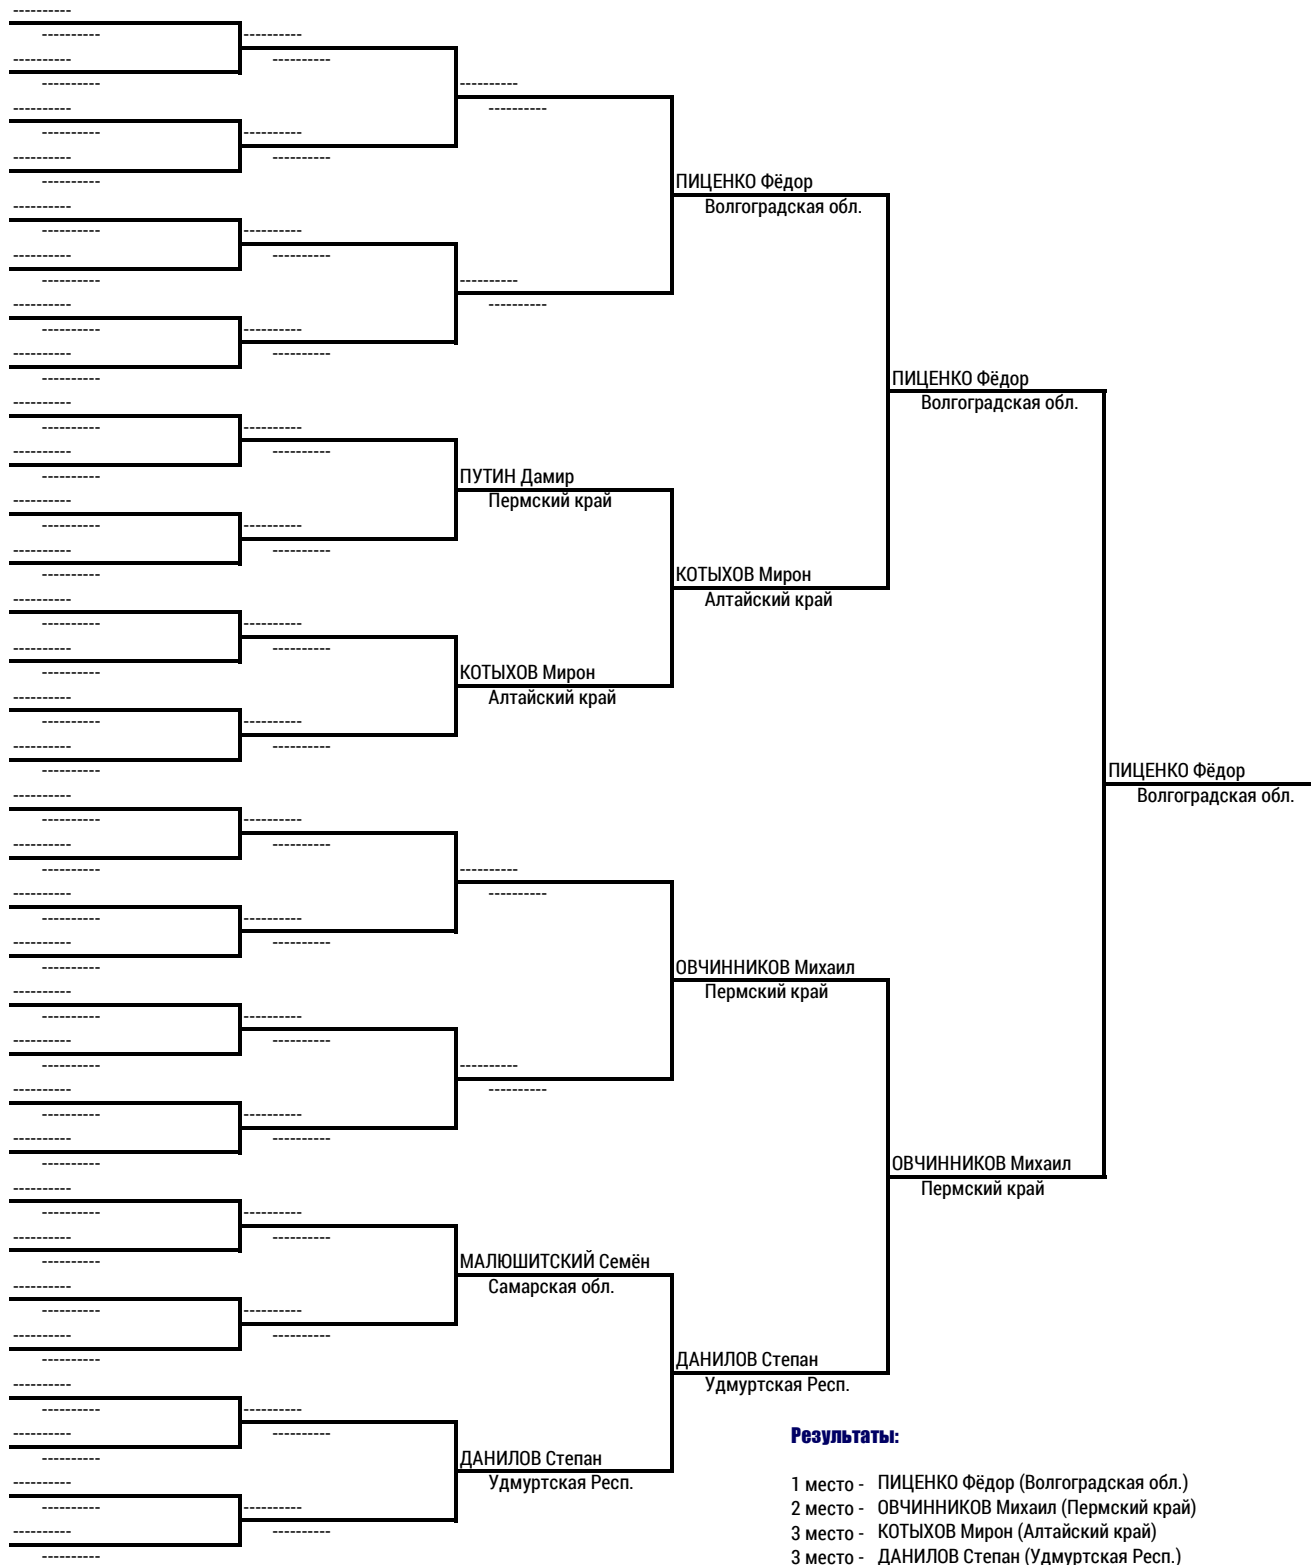 ПИЦЕНКО Фёдор
Волгоградская обл.
ПИЦЕНКО Фёдор
Волгоградская обл.
ПУТИН Дамир
Пермский край
КОТЫХОВ Мирон
Алтайский край
КОТЫХОВ Мирон
Алтайский край
ПИЦЕНКО Фёдор
Волгоградская обл.
ОВЧИННИКОВ Михаил
Пермский край
ОВЧИННИКОВ Михаил
Пермский край
МАЛЮШИТСКИЙ Семён
Самарская обл.
ДАНИЛОВ Степан
Удмуртская Респ.
ДАНИЛОВ Степан
Удмуртская Респ.
Результаты:
1 место - ПИЦЕНКО Фёдор (Волгоградская обл.)
2 место - ОВЧИННИКОВ Михаил (Пермский край)
3 место - КОТЫХОВ Мирон (Алтайский край)
3 место - ДАНИЛОВ Степан (Удмуртская Респ.)